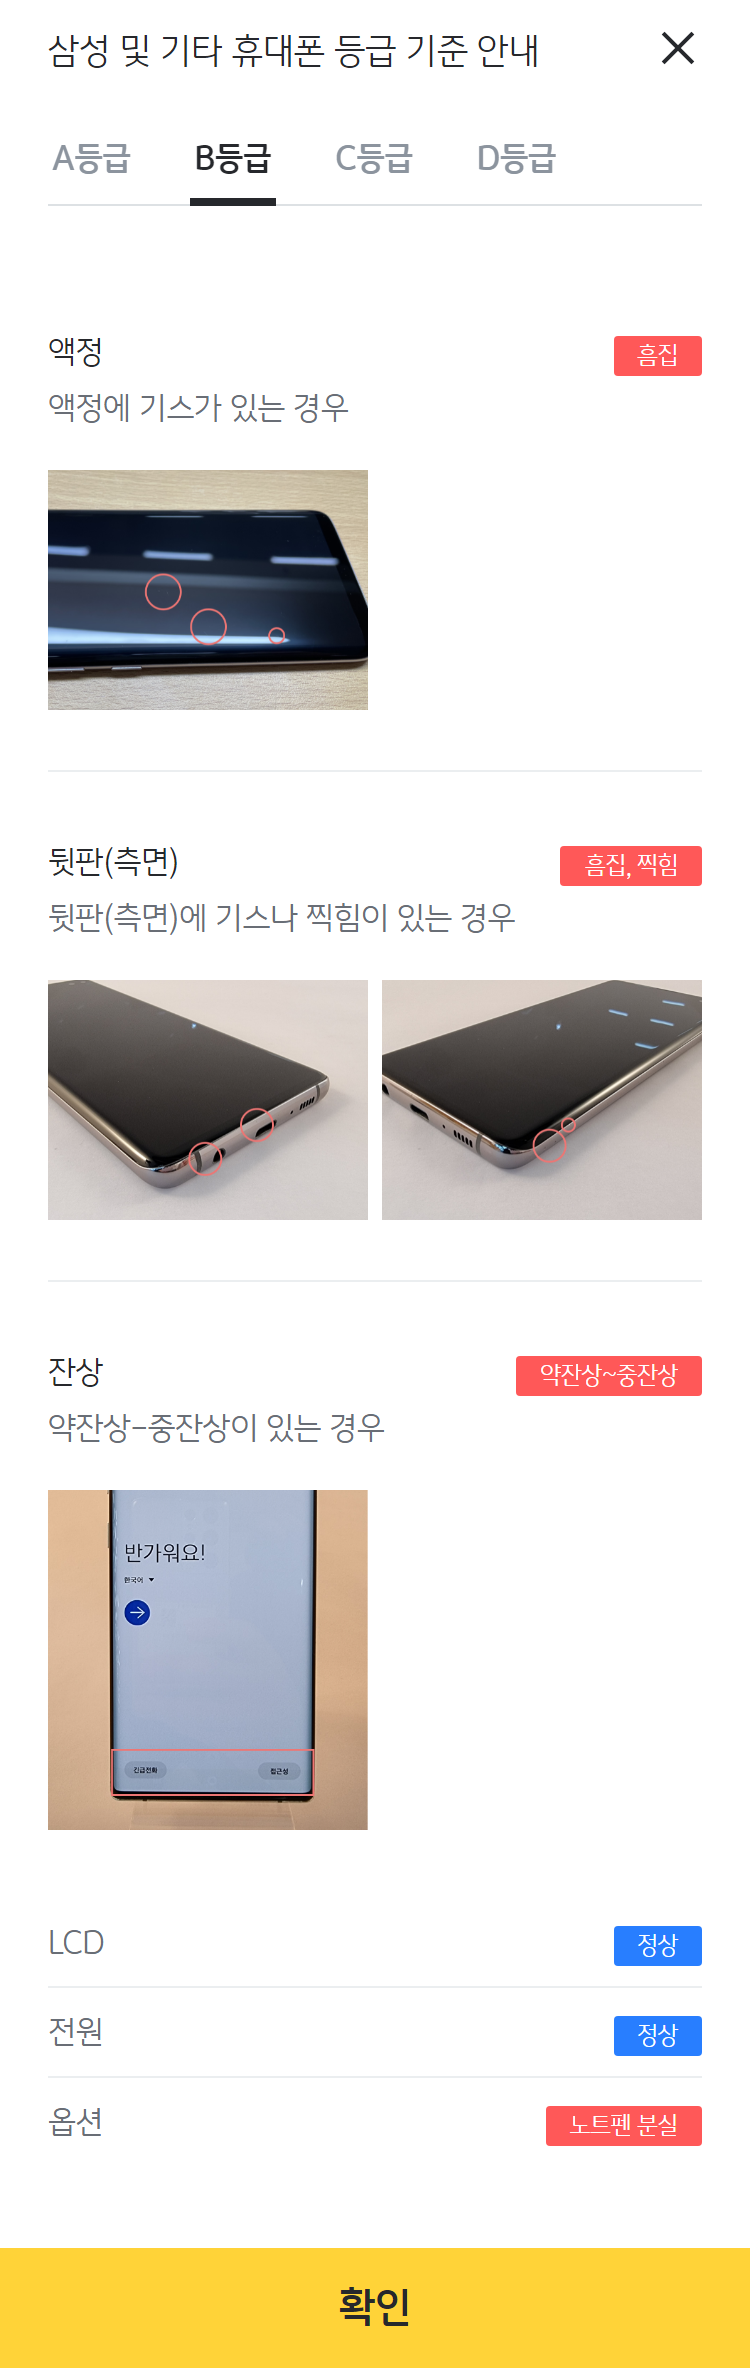 삼성 및 기타 휴대폰 등급 기준 안내
A등급 B등급 C등급 D등급
액정 흠집
액정에 기스가 있는 경우
뒷판(측면) 흠집, 찍힘
뒷판(측면)에 기스나 찍힘이 있는 경우
잔상 약잔상~중잔상
약잔상-중잔상이 있는 경우
반가워요!
한국어
긴급전화 접근성
LCD 정상
전원 정상
옵션 노트펜 분실
확인